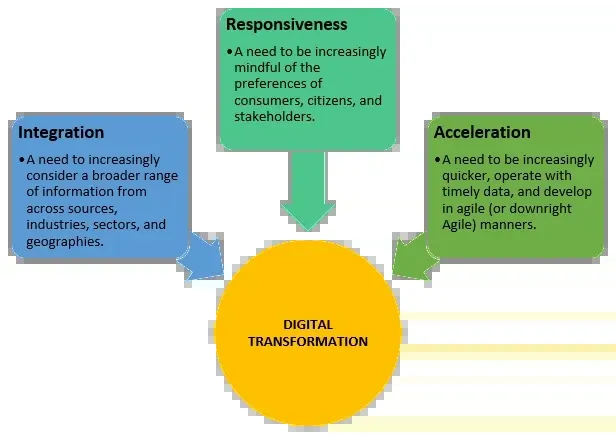 Responsiveness
•A need to be increasingly
mindful of the
preferences of
consumers, citizens, and
stakeholders.
Integration
•A need to increasingly
consider a broader range
of information from
across sources,
industries, sectors, and
geographies.
Acceleration
•A need to be increasingly
quicker, operate with
timely data, and develop
in agile (or downright
Agile) manners.
DIGITAL
TRANSFORMATION